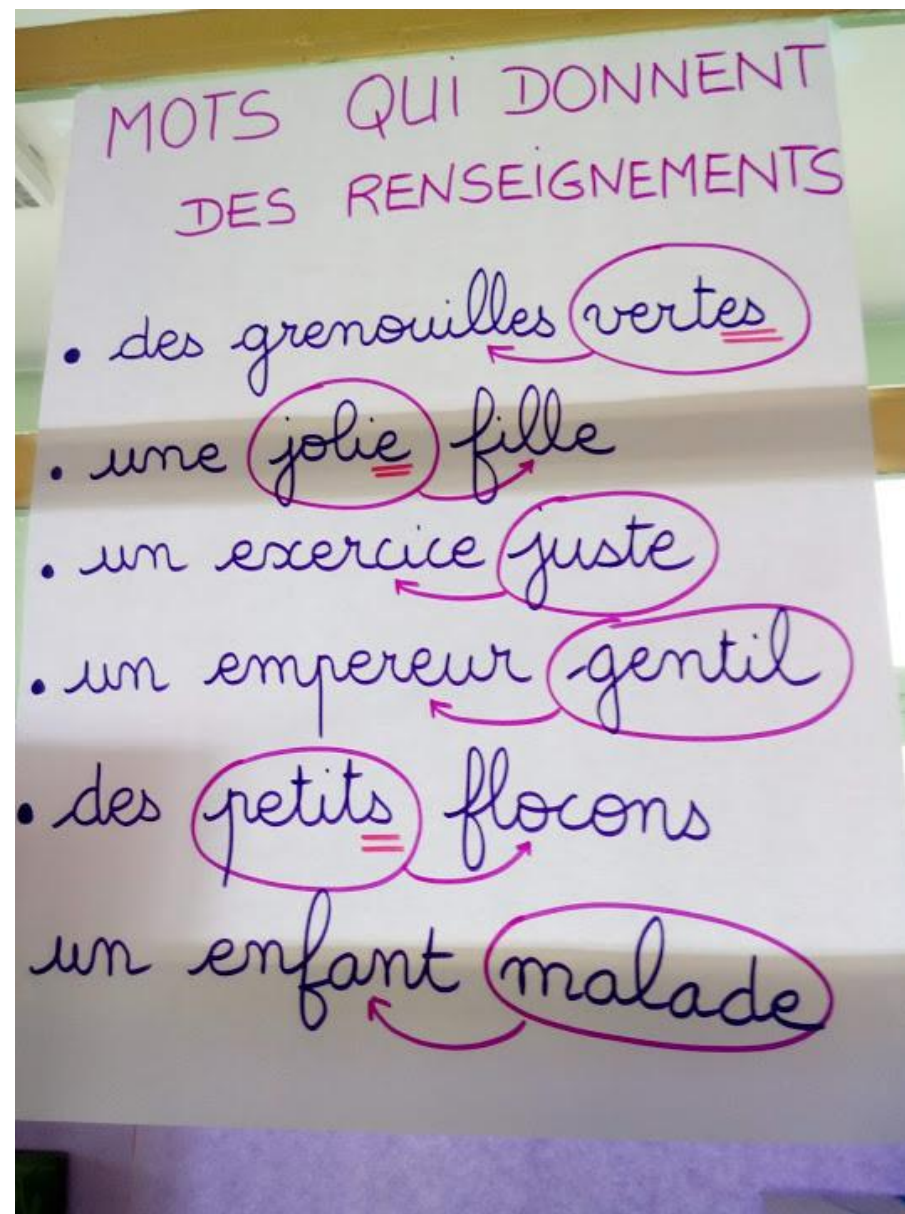 MOTS QUI DONNENT
DES RENSEIGNEMENTS
• des grenouilles vertes
• une jolie fille
• un exercice juste
• un empereur gentil
• des petits flocons
un enfant malade